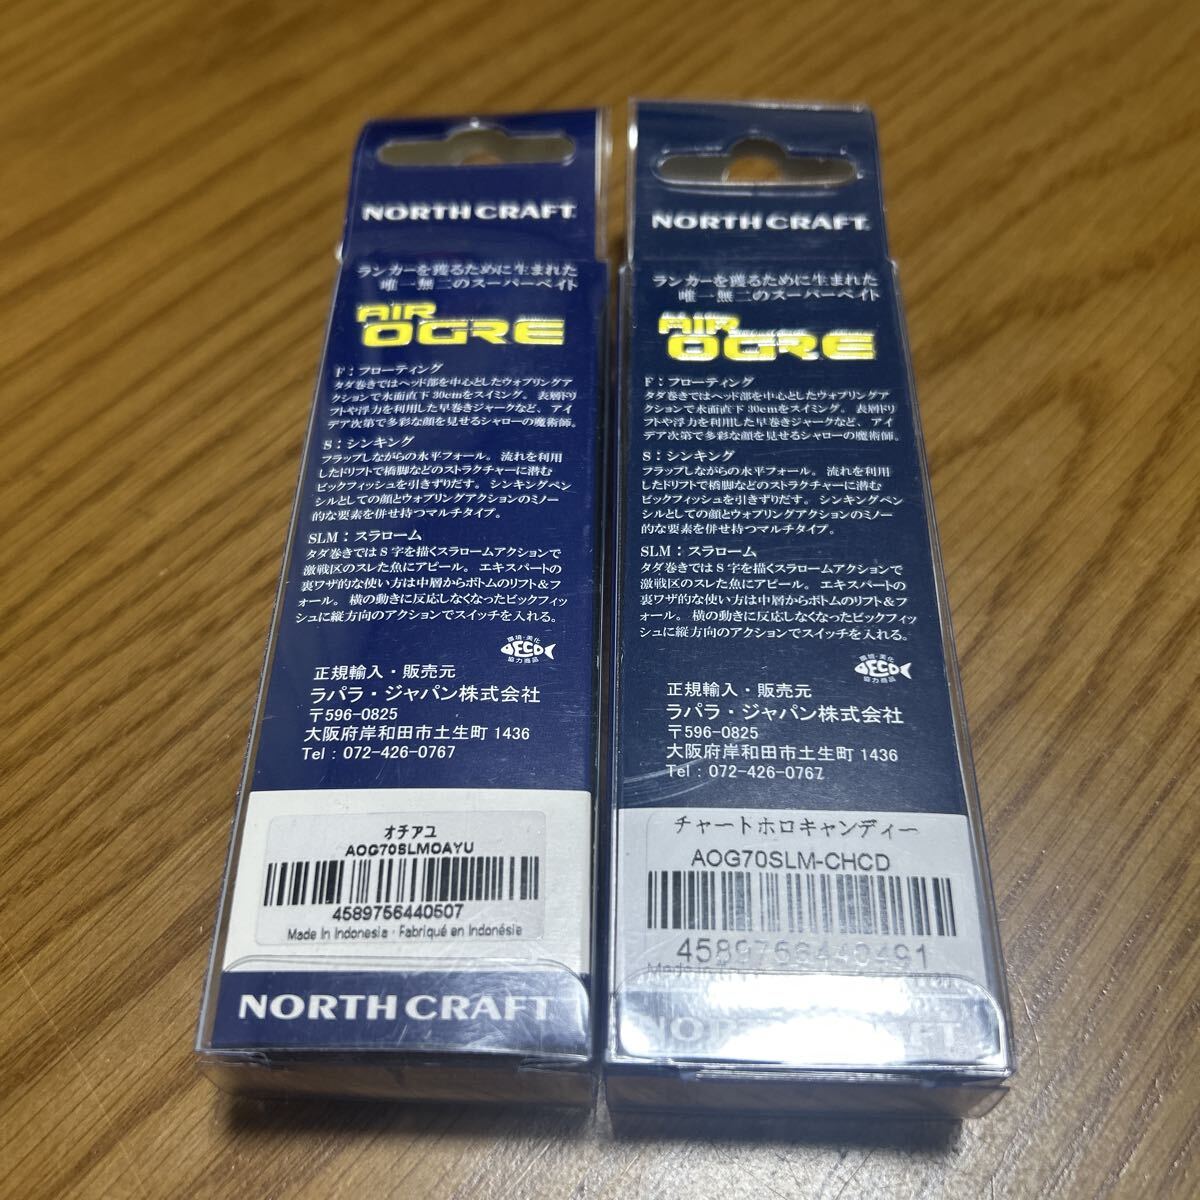 NORTH CRAFT
ランカーを獲るために生まれた
唯一無二のスーパーベイト
AIR
OGRE
F：フローティング
タダ巻きではヘッド部を中心としたウォブリングア
クションで水面直下30cmをスイミング。表層ドリ
フトや浮力を利用した早巻きジャークなど、アイ
デア次第で多彩な顔を見せるシャローの魔術師。
S：シンキング
フラップしながらの水平フォール。流れを利用
したドリフトで橋脚などのストラクチャーに潜む
ビックフィッシュを引きずりだす。シンキングペン
シルとしての顔とウォブリングアクションのミノー
的な要素を併せ持つマルチタイプ。
SLM：スラローム
タダ巻きではS字を描くスラロームアクションで
激戦区のスレた魚にアピール。エキスパートの
裏ワザ的な使い方は中層からボトムのリフト＆フ
ォール。横の動きに反応しなくなったビックフィッ
シュに縦方向のアクションでスイッチを入れる。
環境・美化
ECO
協力商品
正規輸入・販売元
ラパラ・ジャパン株式会社
〒596-0825
大阪府岸和田市土生町1436
Tel：072-426-0767
オチアユ
AOG70SLMOAYU
4589756440507
Made In Indonesia · Fabriqué en Indonésie
NORTH CRAFT
NORTH CRAFT
ランカーを獲るために生まれた
唯一無二のスーパーベイト
AIR
OGRE
F：フローティング
タダ巻きではヘッド部を中心としたウォブリングア
クションで水面直下30cmをスイミング。表層ドリ
フトや浮力を利用した早巻きジャークなど、アイ
デア次第で多彩な顔を見せるシャローの魔術師。
S：シンキング
フラップしながらの水平フォール。流れを利用
したドリフトで橋脚などのストラクチャーに潜む
ビックフィッシュを引きずりだす。シンキングペン
シルとしての顔とウォブリングアクションのミノー
的な要素を併せ持つマルチタイプ。
SLM：スラローム
タダ巻きではS字を描くスラロームアクションで
激戦区のスレた魚にアピール。エキスパートの
裏ワザ的な使い方は中層からボトムのリフト＆フ
ォール。横の動きに反応しなくなったビックフィッ
シュに縦方向のアクションでスイッチを入れる。
環境・美化
ECO
協力商品
正規輸入・販売元
ラパラ・ジャパン株式会社
〒596-0825
大阪府岸和田市土生町1436
Tel：072-426-0767
チャートホロキャンディー
AOG70SLM-CHCD
4589756440491
Made in
NORTH CRAFT